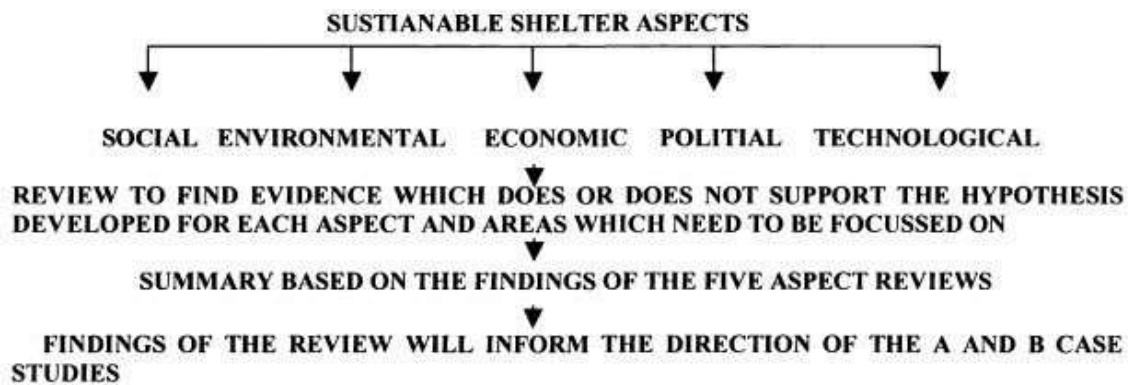 SUSTIANABLE SHELTER ASPECTS
SOCIAL ENVIRONMENTAL ECONOMIC POLITIAL TECHNOLOGICAL
REVIEW TO FIND EVIDENCE WHICH DOES OR DOES NOT SUPPORT THE HYPOTHESIS
DEVELOPED FOR EACH ASPECT AND AREAS WHICH NEED TO BE FOCUSSED ON
SUMMARY BASED ON THE FINDINGS OF THE FIVE ASPECT REVIEWS
FINDINGS OF THE REVIEW WILL INFORM THE DIRECTION OF THE A AND B CASE
STUDIES